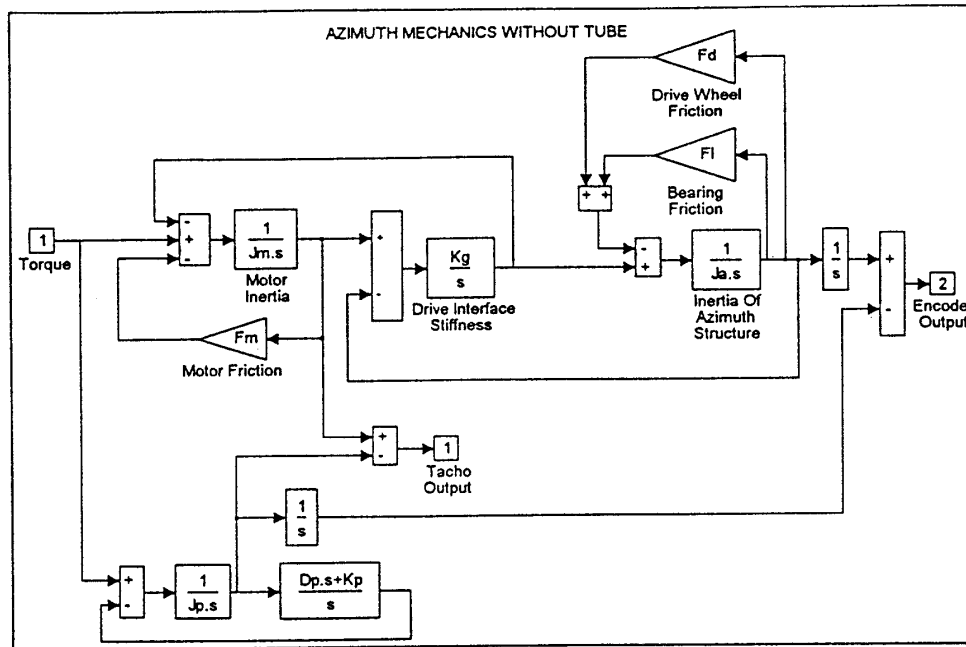 AZIMUTH MECHANICS WITHOUT TUBE
Fd
Drive Wheel
Friction
Fl
Bearing
Friction
+ +
1
Torque
-
+
-
1
Jm.s
Motor
Inertia
+
-
Kg
s
Drive Interface
Stiffness
-
+
1
Ja.s
Inertia Of
Azimuth
Structure
1
s
+
-
2
Encoder
Output
Fm
Motor Friction
+
-
1
Tacho
Output
1
s
+
-
1
Jp.s
Dp.s+Kp
s